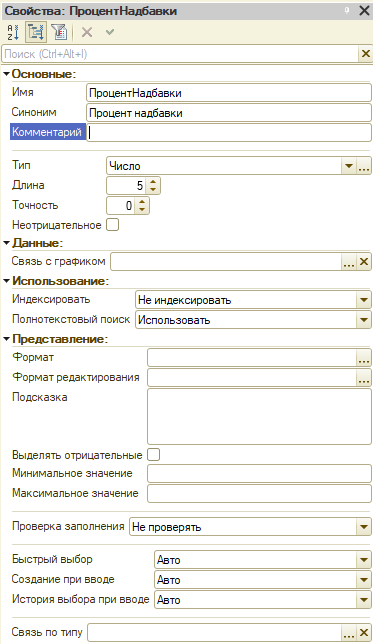 Свойства: ПроцентНадбавки
Поиск (Ctrl+Alt+I)
Основные:
Имя ПроцентНадбавки
Синоним Процент надбавки
Комментарий
Тип Число
Длина 5
Точность 0
Неотрицательное
Данные:
Связь с графиком
Использование:
Индексировать Не индексировать
Полнотекстовый поиск Использовать
Представление:
Формат
Формат редактирования
Подсказка
Выделять отрицательные
Минимальное значение
Максимальное значение
Проверка заполнения Не проверять
Быстрый выбор Авто
Создание при вводе Авто
История выбора при вводе Авто
Связь по типу